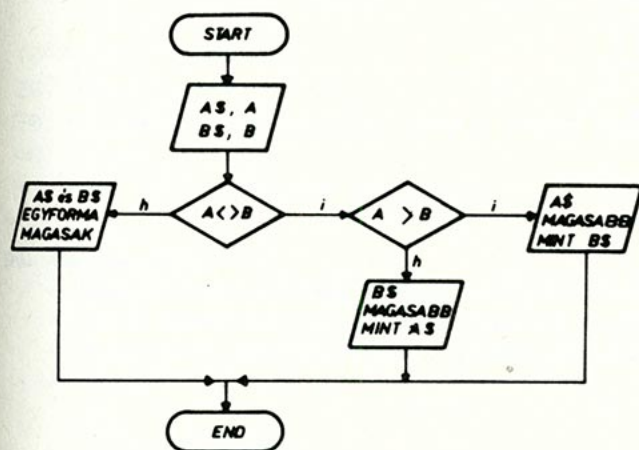 START
A$, A
B$, B
A$ és B$
EGYFORMA
MAGASAK
h
A<>B
i
A > B
i
A$
MAGASABB
MINT B$
h
B$
MAGASABB
MINT A$
END